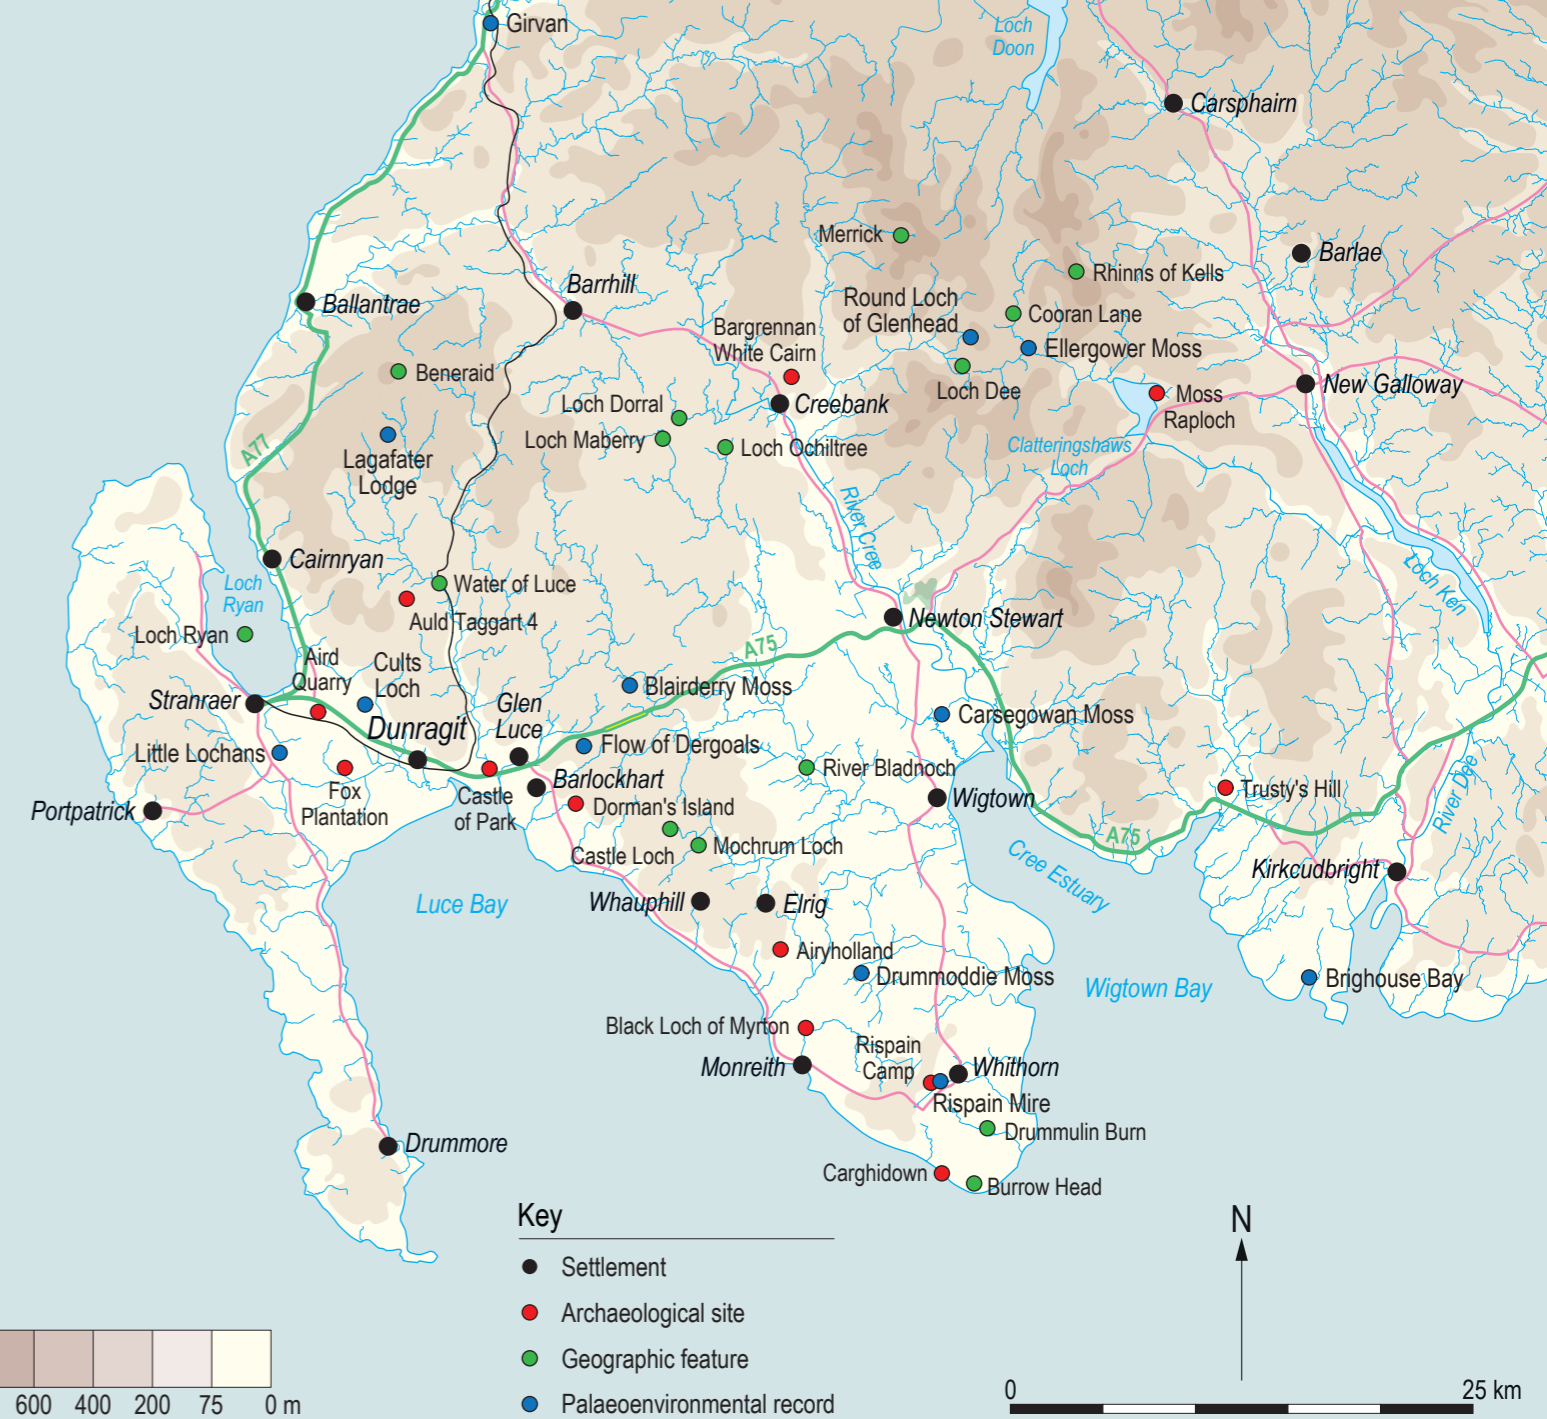 Girvan
Loch
Doon
Carsphairn
Merrick
Barlae
Rhinns of Kells
Barrhill
Ballantrae
Round Loch
of Glenhead
Cooran Lane
Bargrennan
White Cairn
Ellergower Moss
Beneraid
Loch Dee
New Galloway
Moss
Raploch
Loch Dorral
Creebank
Loch Maberry
Loch Ochiltree
Clatteringshaws
Loch
A77
Lagafater
Lodge
River Cree
Cairnryan
Loch
Ryan
Water of Luce
Loch Ken
Auld Taggart 4
Newton Stewart
Loch Ryan
A75
Aird
Quarry
Cults
Loch
Blairderry Moss
Stranraer
Glen
Luce
Carsegowan Moss
Dunragit
Little Lochans
Flow of Dergoals
River Bladnoch
Barlockhart
Fox
Plantation
Castle
of Park
Dorman's Island
Wigtown
Trusty's Hill
River Dee
Portpatrick
A75
Castle Loch
Mochrum Loch
Cree Estuary
Kirkcudbright
Luce Bay
Whauphill
Elrig
Airyholland
Drummoddie Moss
Wigtown Bay
Brighouse Bay
Black Loch of Myrton
Rispain
Camp
Monreith
Whithorn
Rispain Mire
Drummulin Burn
Drummore
Carghidown
Burrow Head
Key
Settlement
Archaeological site
Geographic feature
Palaeoenvironmental record
N
600 400 200 75 0 m
0 25 km